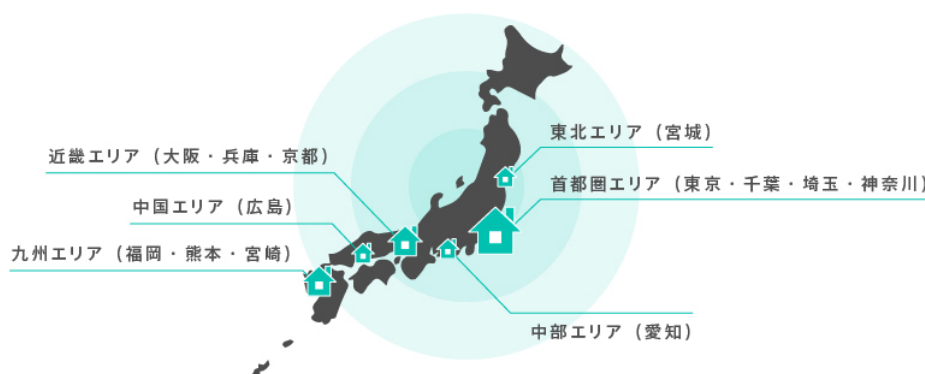 東北エリア（宮城）
近畿エリア（大阪・兵庫・京都）
首都圏エリア（東京・千葉・埼玉・神奈川）
中国エリア（広島）
九州エリア（福岡・熊本・宮崎）
中部エリア（愛知）